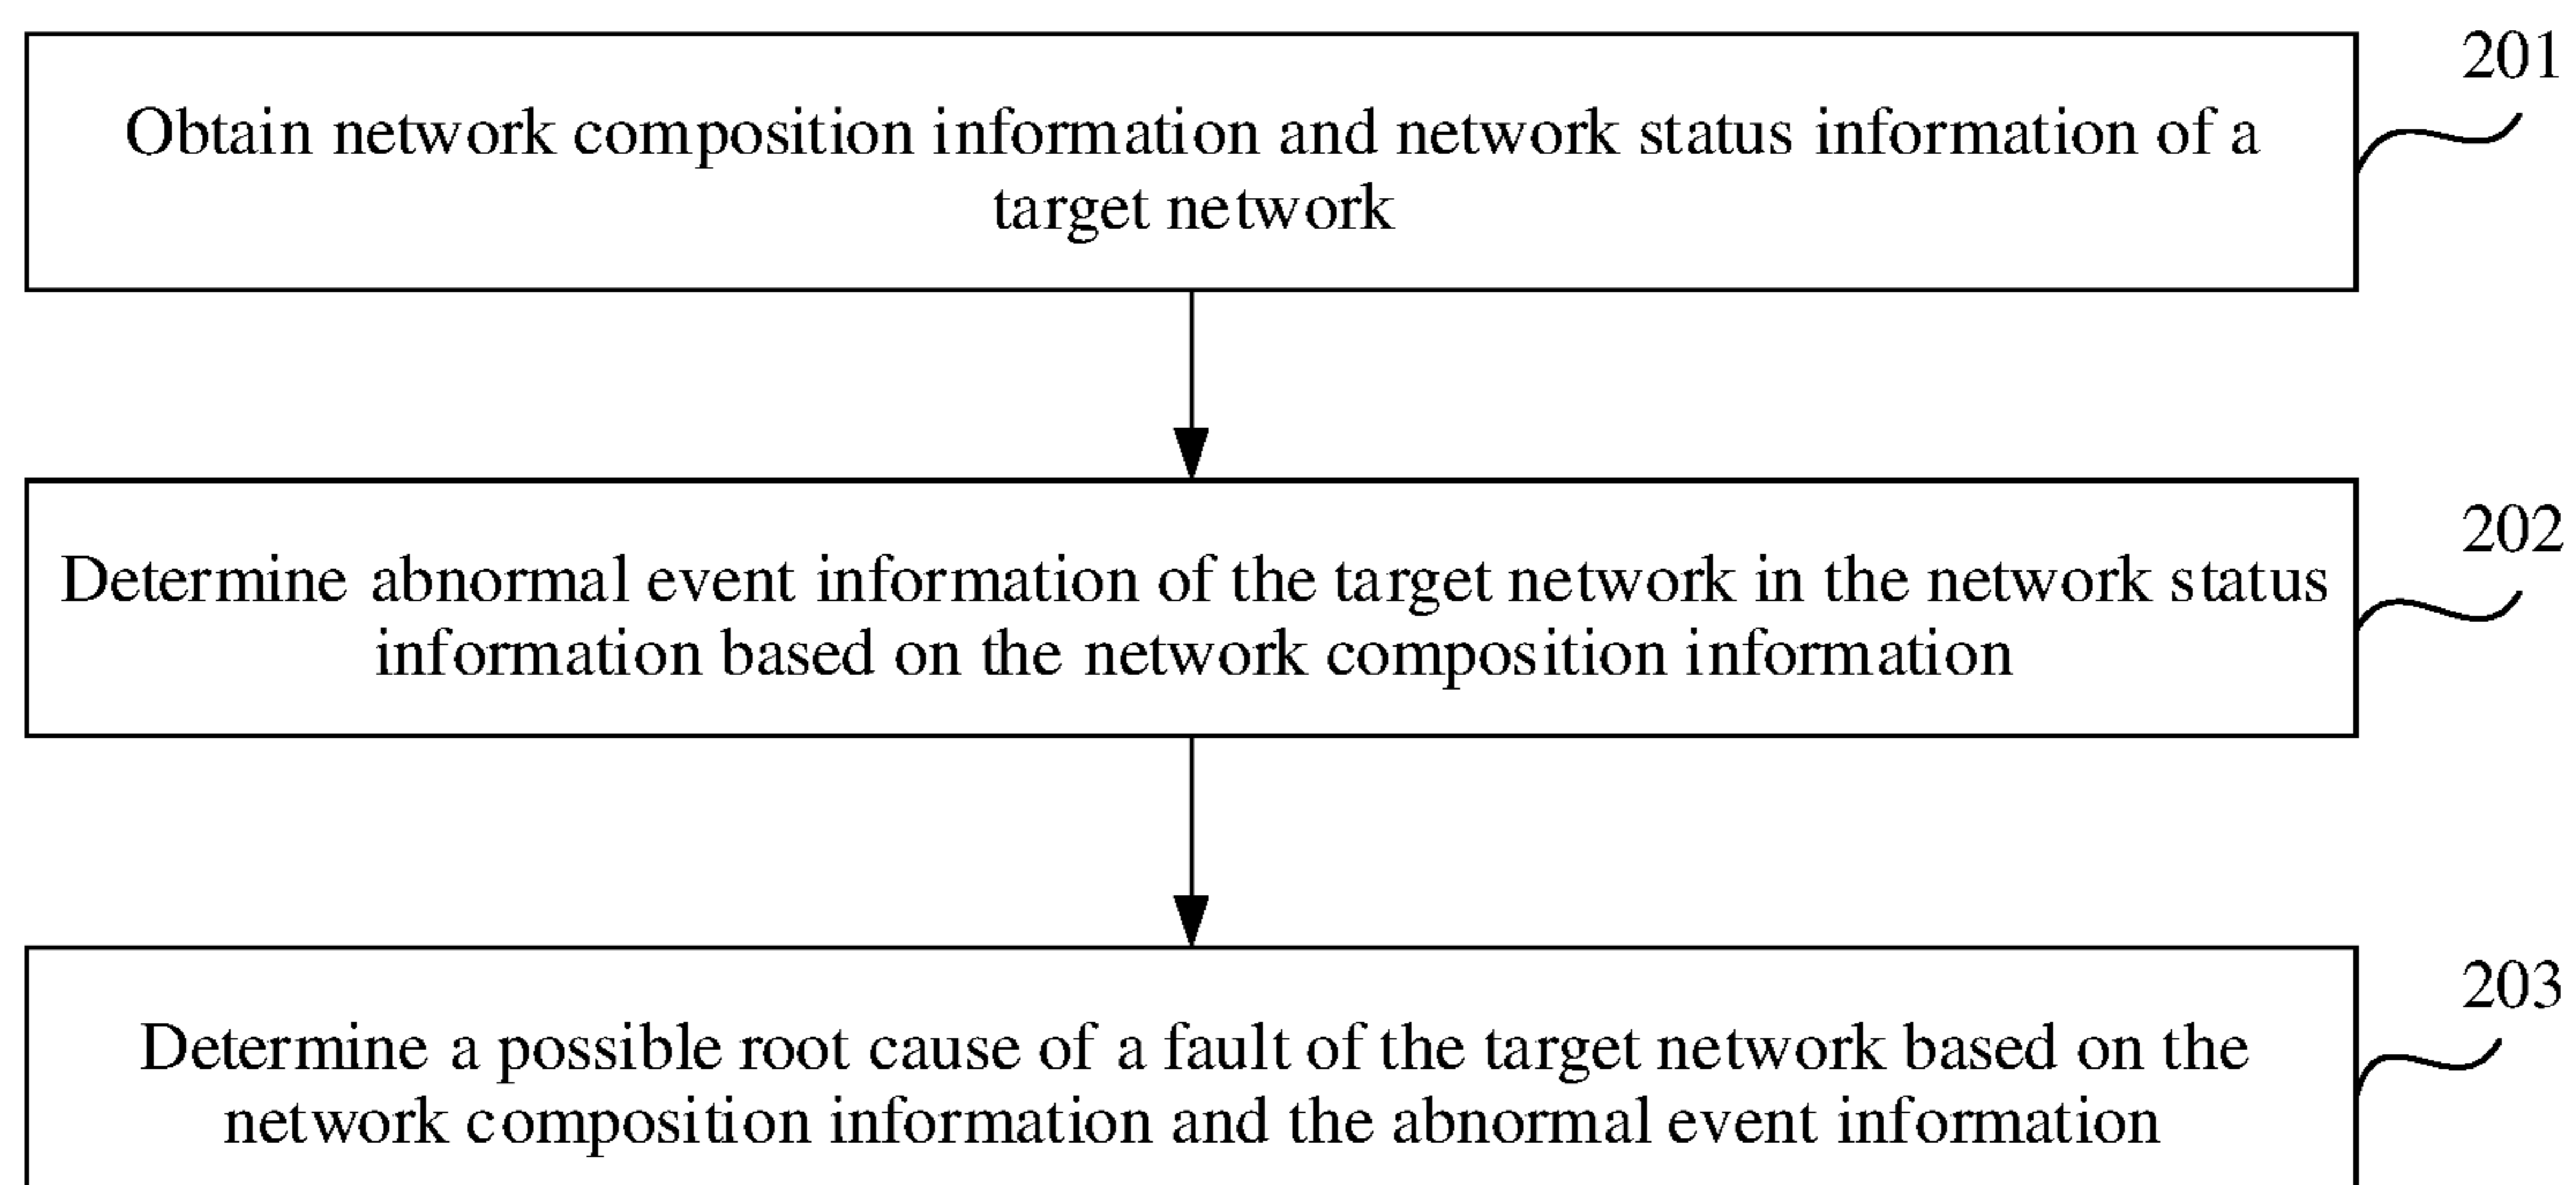 201
Obtain network composition information and network status information of a
target network
202
Determine abnormal event information of the target network in the network status
information based on the network composition information
203
Determine a possible root cause of a fault of the target network based on the
network composition information and the abnormal event information